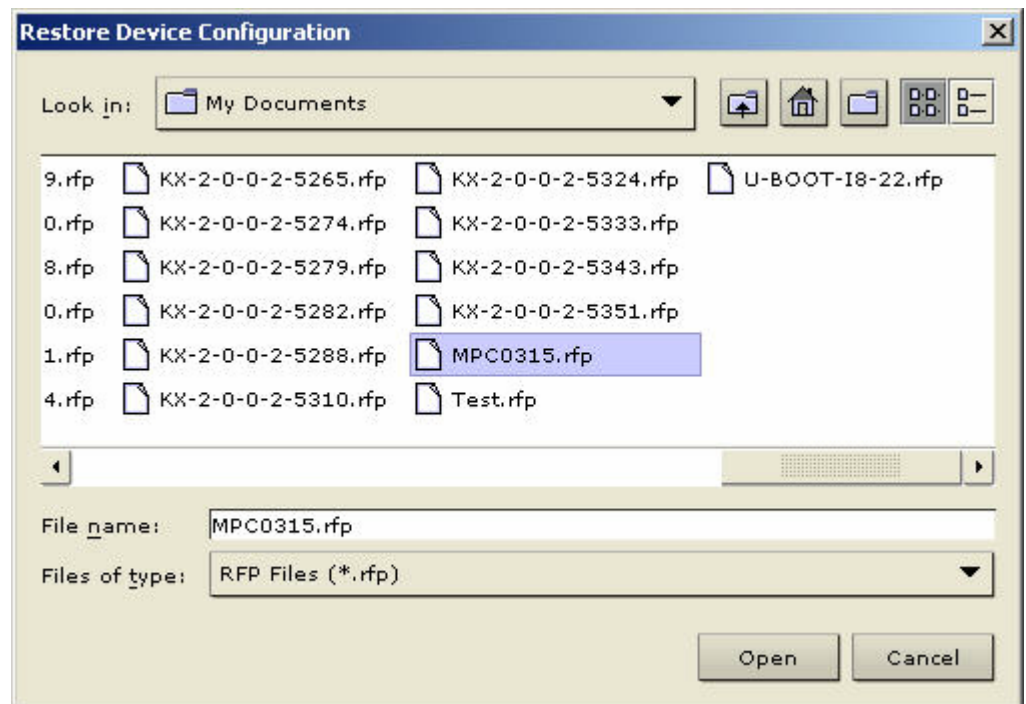 Restore Device Configuration
Look in: My Documents
9.rfp KX-2-0-0-2-5265.rfp KX-2-0-0-2-5324.rfp U-BOOT-I8-22.rfp
0.rfp KX-2-0-0-2-5274.rfp KX-2-0-0-2-5333.rfp
8.rfp KX-2-0-0-2-5279.rfp KX-2-0-0-2-5343.rfp
0.rfp KX-2-0-0-2-5282.rfp KX-2-0-0-2-5351.rfp
1.rfp KX-2-0-0-2-5288.rfp MPC0315.rfp
4.rfp KX-2-0-0-2-5310.rfp Test.rfp
File name: MPC0315.rfp
Files of type: RFP Files (*.rfp)
Open Cancel